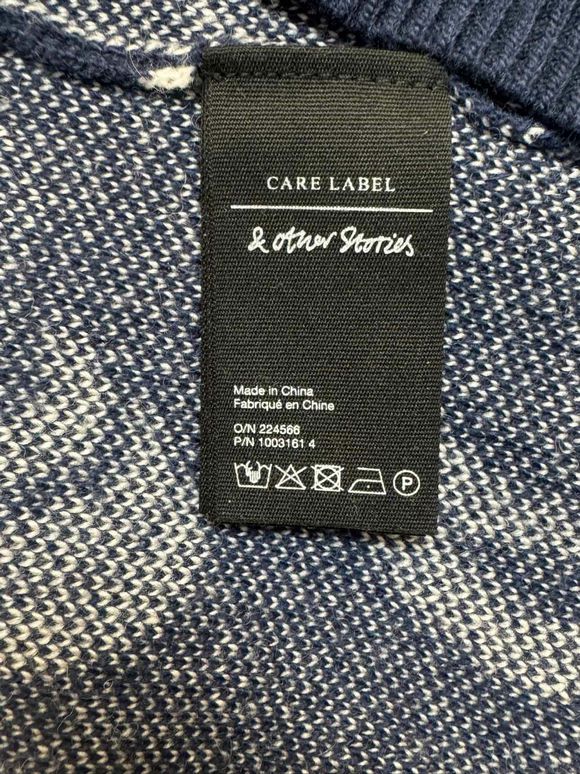 CARE LABEL
& Other Stories
Made in China
Fabriqué en Chine
O/N 224566
P/N 1003161 4
P